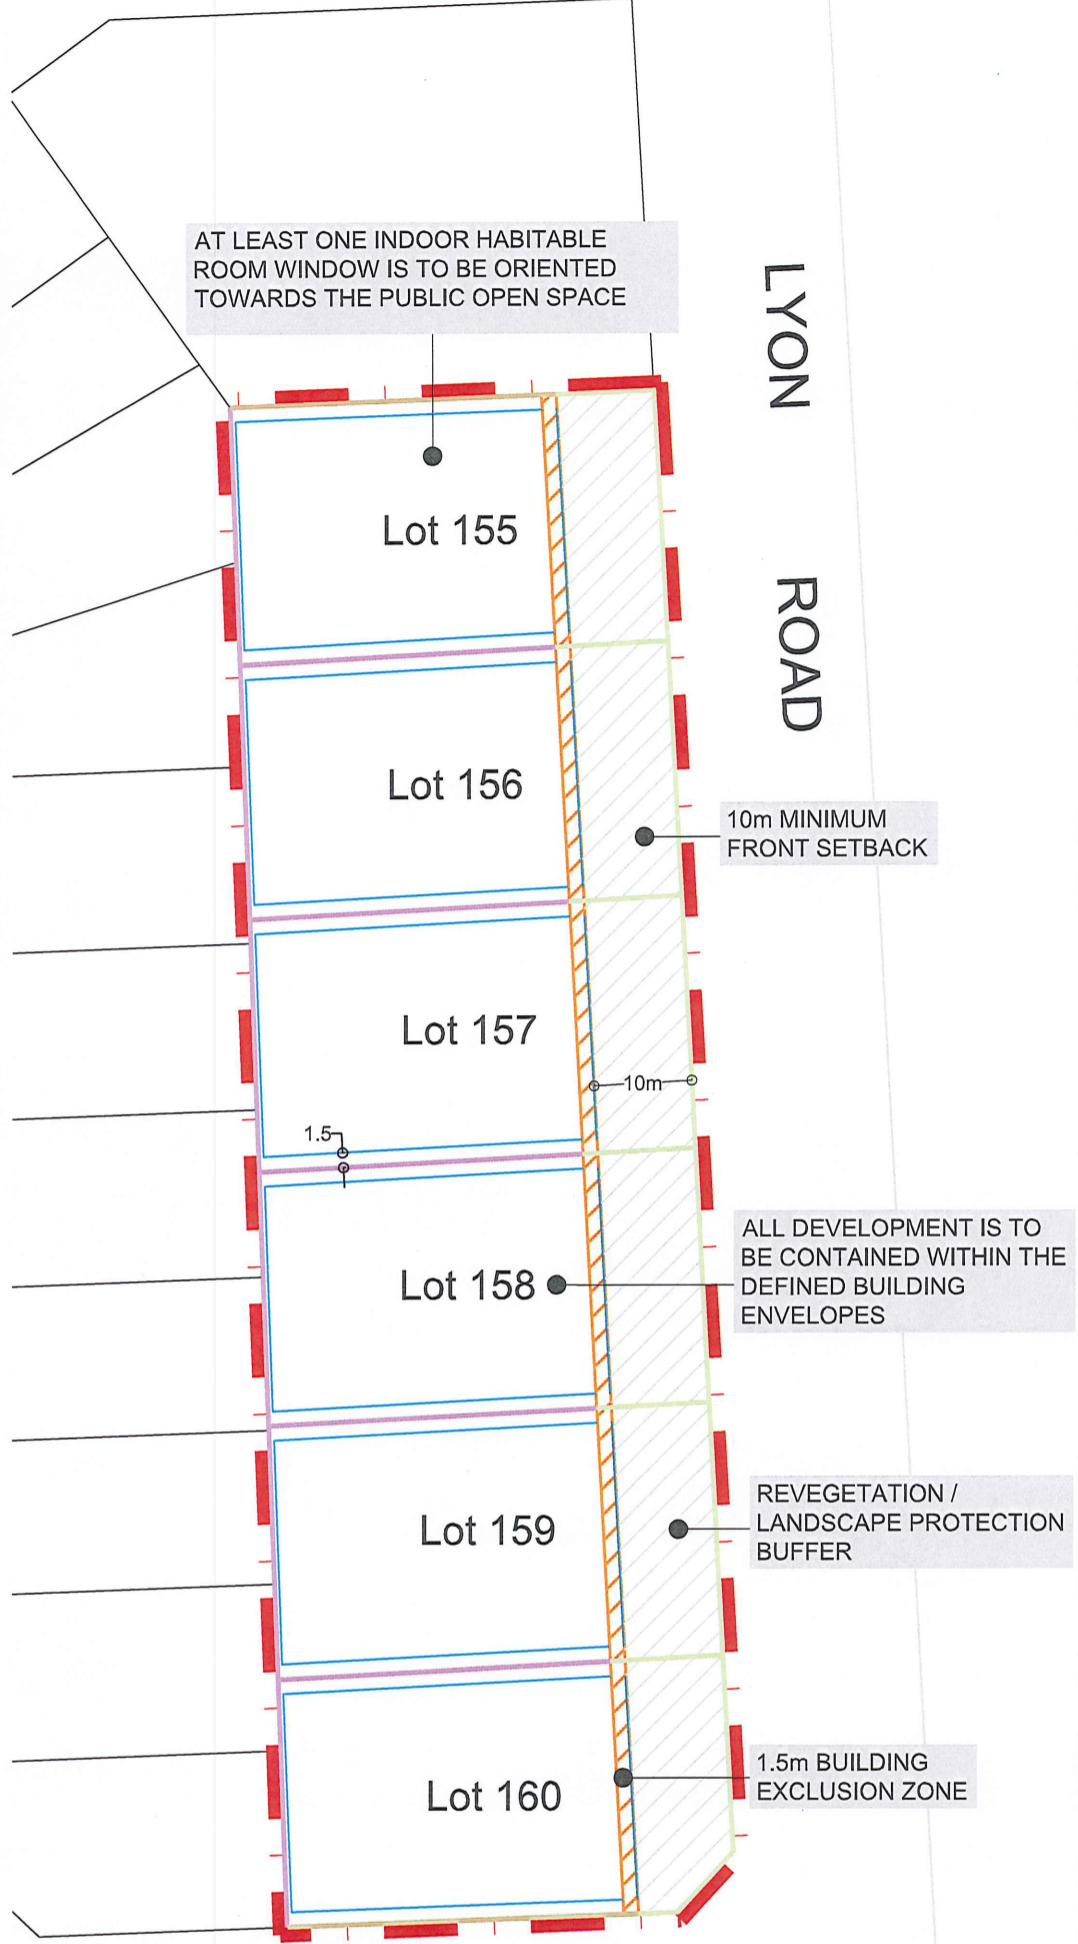 AT LEAST ONE INDOOR HABITABLE
ROOM WINDOW IS TO BE ORIENTED
TOWARDS THE PUBLIC OPEN SPACE
LYON
ROAD
Lot 155
Lot 156
10m MINIMUM
FRONT SETBACK
Lot 157
10m
1.5
ALL DEVELOPMENT IS TO
BE CONTAINED WITHIN THE
DEFINED BUILDING
ENVELOPES
Lot 158
Lot 159
REVEGETATION /
LANDSCAPE PROTECTION
BUFFER
1.5m BUILDING
EXCLUSION ZONE
Lot 160